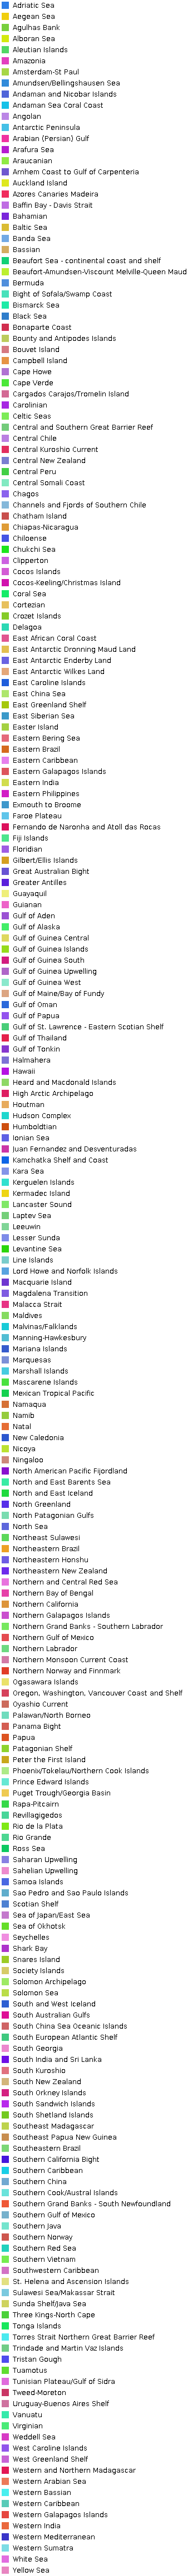 Adriatic Sea
Aegean Sea
Agulhas Bank
Alboran Sea
Aleutian Islands
Amazonia
Amsterdam-St Paul
Amundsen/Bellingshausen Sea
Andaman and Nicobar Islands
Andaman Sea Coral Coast
Angolan
Antarctic Peninsula
Arabian (Persian) Gulf
Arafura Sea
Araucanian
Arnhem Coast to Gulf of Carpenteria
Auckland Island
Azores Canaries Madeira
Baffin Bay - Davis Strait
Bahamian
Baltic Sea
Banda Sea
Bassian
Beaufort Sea - continental coast and shelf
Beaufort-Amundsen-Viscount Melville-Queen Maud
Bermuda
Bight of Sofala/Swamp Coast
Bismarck Sea
Black Sea
Bonaparte Coast
Bounty and Antipodes Islands
Bouvet Island
Campbell Island
Cape Howe
Cape Verde
Cargados Carajos/Tromelin Island
Carolinian
Celtic Seas
Central and Southern Great Barrier Reef
Central Chile
Central Kuroshio Current
Central New Zealand
Central Peru
Central Somali Coast
Chagos
Channels and Fjords of Southern Chile
Chatham Island
Chiapas-Nicaragua
Chiloense
Chukchi Sea
Clipperton
Cocos Islands
Cocos-Keeling/Christmas Island
Coral Sea
Cortezian
Crozet Islands
Delagoa
East African Coral Coast
East Antarctic Dronning Maud Land
East Antarctic Enderby Land
East Antarctic Wilkes Land
East Caroline Islands
East China Sea
East Greenland Shelf
East Siberian Sea
Easter Island
Eastern Bering Sea
Eastern Brazil
Eastern Caribbean
Eastern Galapagos Islands
Eastern India
Eastern Philippines
Exmouth to Broome
Faroe Plateau
Fernando de Naronha and Atoll das Rocas
Fiji Islands
Floridian
Gilbert/Ellis Islands
Great Australian Bight
Greater Antilles
Guayaquil
Guianan
Gulf of Aden
Gulf of Alaska
Gulf of Guinea Central
Gulf of Guinea Islands
Gulf of Guinea South
Gulf of Guinea Upwelling
Gulf of Guinea West
Gulf of Maine/Bay of Fundy
Gulf of Oman
Gulf of Papua
Gulf of St. Lawrence - Eastern Scotian Shelf
Gulf of Thailand
Gulf of Tonkin
Halmahera
Hawaii
Heard and Macdonald Islands
High Arctic Archipelago
Houtman
Hudson Complex
Humboldtian
Ionian Sea
Juan Fernandez and Desventuradas
Kamchatka Shelf and Coast
Kara Sea
Kerguelen Islands
Kermadec Island
Lancaster Sound
Laptev Sea
Leeuwin
Lesser Sunda
Levantine Sea
Line Islands
Lord Howe and Norfolk Islands
Macquarie Island
Magdalena Transition
Malacca Strait
Maldives
Malvinas/Falklands
Manning-Hawkesbury
Mariana Islands
Marquesas
Marshall Islands
Mascarene Islands
Mexican Tropical Pacific
Namaqua
Namib
Natal
New Caledonia
Nicoya
Ningaloo
North American Pacific Fijordland
North and East Barents Sea
North and East Iceland
North Greenland
North Patagonian Gulfs
North Sea
Northeast Sulawesi
Northeastern Brazil
Northeastern Honshu
Northeastern New Zealand
Northern and Central Red Sea
Northern Bay of Bengal
Northern California
Northern Galapagos Islands
Northern Grand Banks - Southern Labrador
Northern Gulf of Mexico
Northern Labrador
Northern Monsoon Current Coast
Northern Norway and Finnmark
Ogasawara Islands
Oregon, Washington, Vancouver Coast and Shelf
Oyashio Current
Palawan/North Borneo
Panama Bight
Papua
Patagonian Shelf
Peter the First Island
Phoenix/Tokelau/Northern Cook Islands
Prince Edward Islands
Puget Trough/Georgia Basin
Rapa-Pitcairn
Revillagigedos
Rio de la Plata
Rio Grande
Ross Sea
Saharan Upwelling
Sahelian Upwelling
Samoa Islands
Sao Pedro and Sao Paulo Islands
Scotian Shelf
Sea of Japan/East Sea
Sea of Okhotsk
Seychelles
Shark Bay
Snares Island
Society Islands
Solomon Archipelago
Solomon Sea
South and West Iceland
South Australian Gulfs
South China Sea Oceanic Islands
South European Atlantic Shelf
South Georgia
South India and Sri Lanka
South Kuroshio
South New Zealand
South Orkney Islands
South Sandwich Islands
South Shetland Islands
Southeast Madagascar
Southeast Papua New Guinea
Southeastern Brazil
Southern California Bight
Southern Caribbean
Southern China
Southern Cook/Austral Islands
Southern Grand Banks - South Newfoundland
Southern Gulf of Mexico
Southern Java
Southern Norway
Southern Red Sea
Southern Vietnam
Southwestern Caribbean
St. Helena and Ascension Islands
Sulawesi Sea/Makassar Strait
Sunda Shelf/Java Sea
Three Kings-North Cape
Tonga Islands
Torres Strait Northern Great Barrier Reef
Trindade and Martin Vaz Islands
Tristan Gough
Tuamotus
Tunisian Plateau/Gulf of Sidra
Tweed-Moreton
Uruguay-Buenos Aires Shelf
Vanuatu
Virginian
Weddell Sea
West Caroline Islands
West Greenland Shelf
Western and Northern Madagascar
Western Arabian Sea
Western Bassian
Western Caribbean
Western Galapagos Islands
Western India
Western Mediterranean
Western Sumatra
White Sea
Yellow Sea